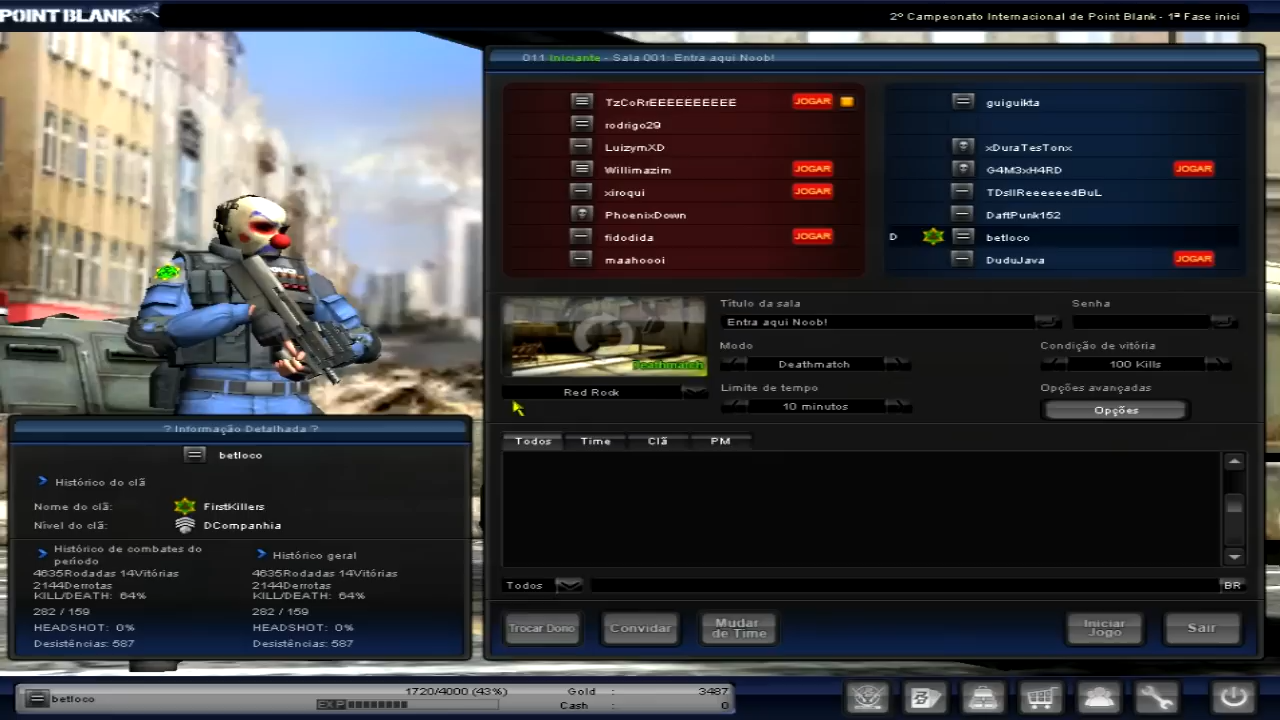 POINT BLANK
2º Campeonato Internacional de Point Blank - 1ª Fase inici
011 Iniciante - Sala 001: Entra aqui Noob!
TzCoRrEEEEEEEEEE JOGAR
rodrigo29
LuizymXD
Willimazim JOGAR
xiroqui JOGAR
PhoenixDown
fidodida JOGAR
maahoooi
guiguikta
xDuraTesTonx
G4M3xH4RD JOGAR
TDsIIReeeeeedBuL
DaftPunk152
D betloco
DuduJava JOGAR
POLICE
Deathmatch
Red Rock
Título da sala
Entra aqui Noob!
Senha
Modo
Deathmatch
Condição de vitória
100 Kills
Limite de tempo
10 minutos
Opções avançadas
Opções
? Informação Detalhada ?
betloco
Histórico do clã
Nome do clã: FirstKillers
Nível do clã: DCompanhia
Histórico de combates do período
4635Rodadas 14Vitórias
2144Derrotas
KILL/DEATH: 64%
282 / 159
HEADSHOT: 0%
Desistências: 587
Histórico geral
4635Rodadas 14Vitórias
2144Derrotas
KILL/DEATH: 64%
282 / 159
HEADSHOT: 0%
Desistências: 587
Todos Time Clã PM
Todos BR
Trocar Dono Convidar Mudar de Time Iniciar Jogo Sair
betloco
1720/4000 (43%)
EXP
Gold : 3487
Cash : 0